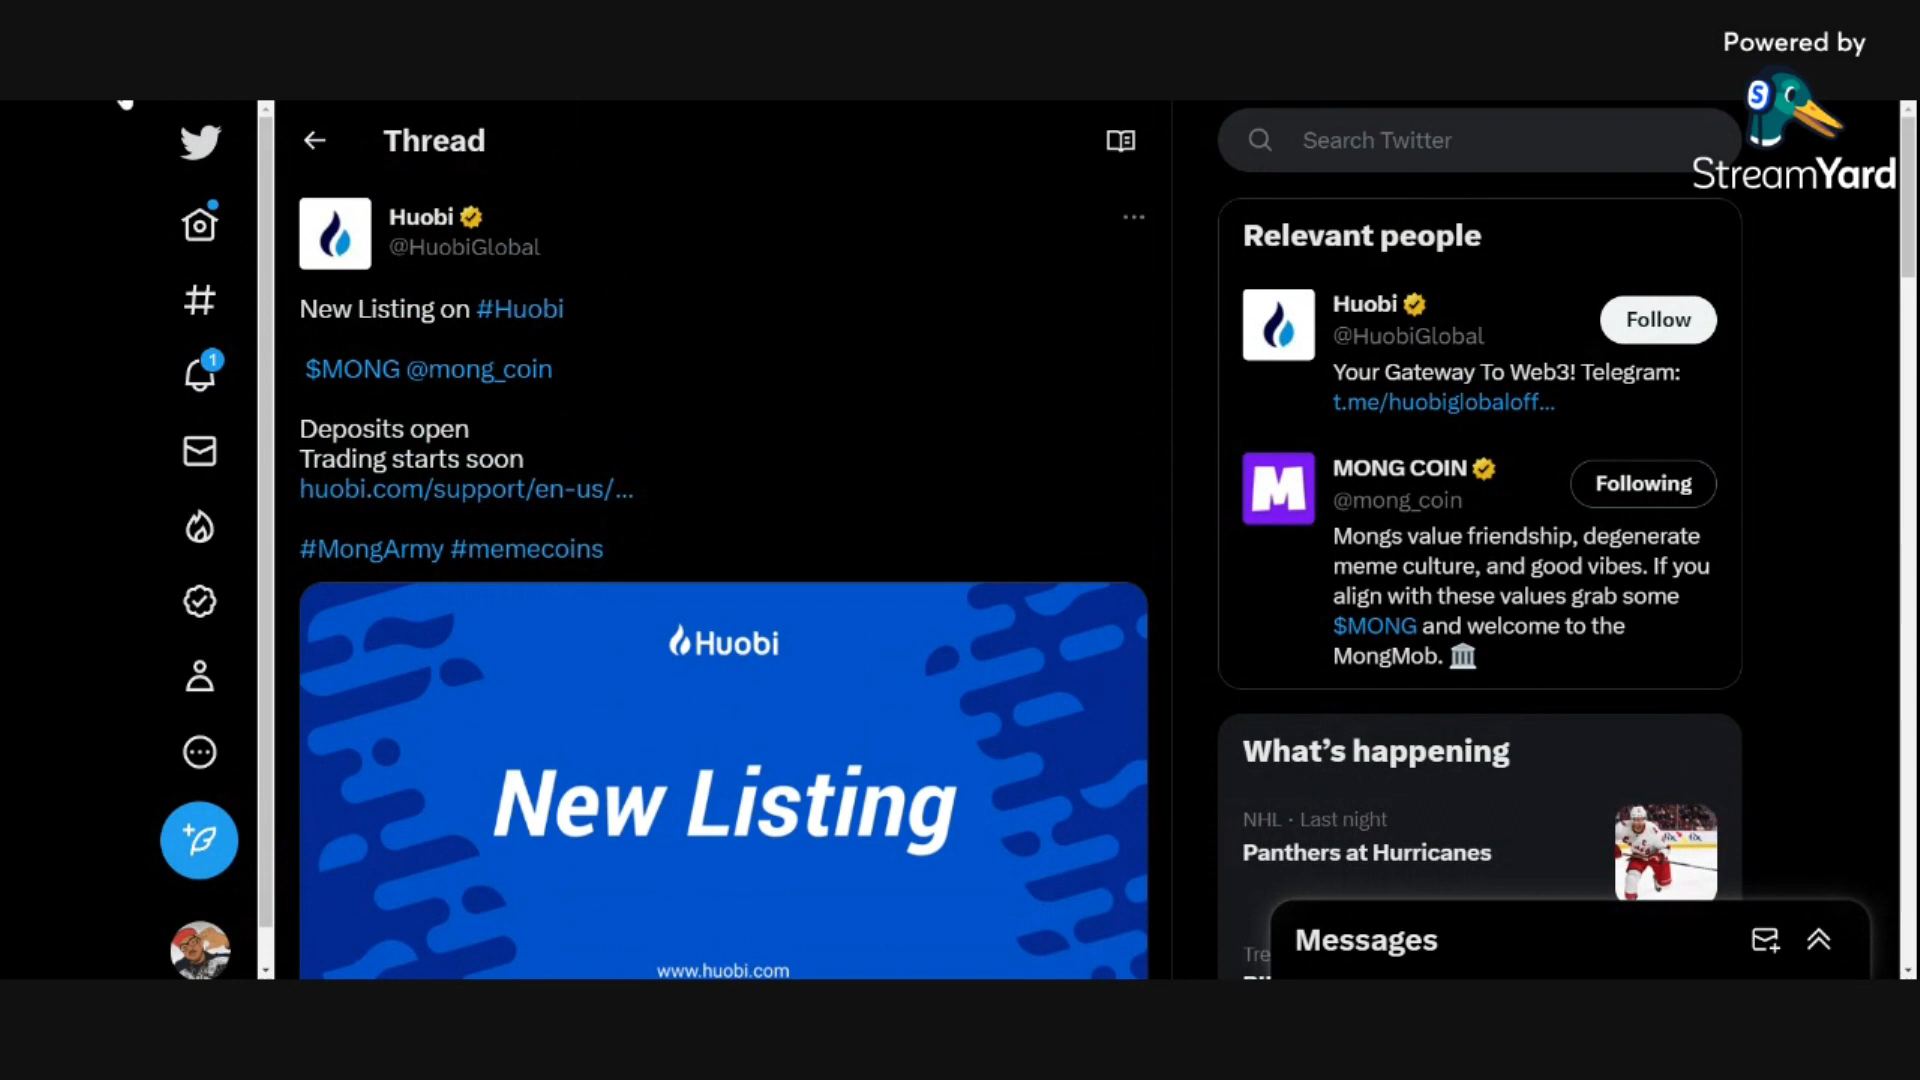 Powered by
StreamYard
Thread
Search Twitter
Huobi
@HuobiGlobal
New Listing on #Huobi
$MONG @mong_coin
Deposits open
Trading starts soon
huobi.com/support/en-us/...
#MongArmy #memecoins
Huobi
New Listing
www.huobi.com
Relevant people
Huobi
@HuobiGlobal
Follow
Your Gateway To Web3! Telegram:
t.me/huobiglobaloff...
MONG COIN
@mong_coin
Following
Mongs value friendship, degenerate
meme culture, and good vibes. If you
align with these values grab some
$MONG and welcome to the
MongMob.
What's happening
NHL · Last night
Panthers at Hurricanes
Tre
Messages
1
S
M